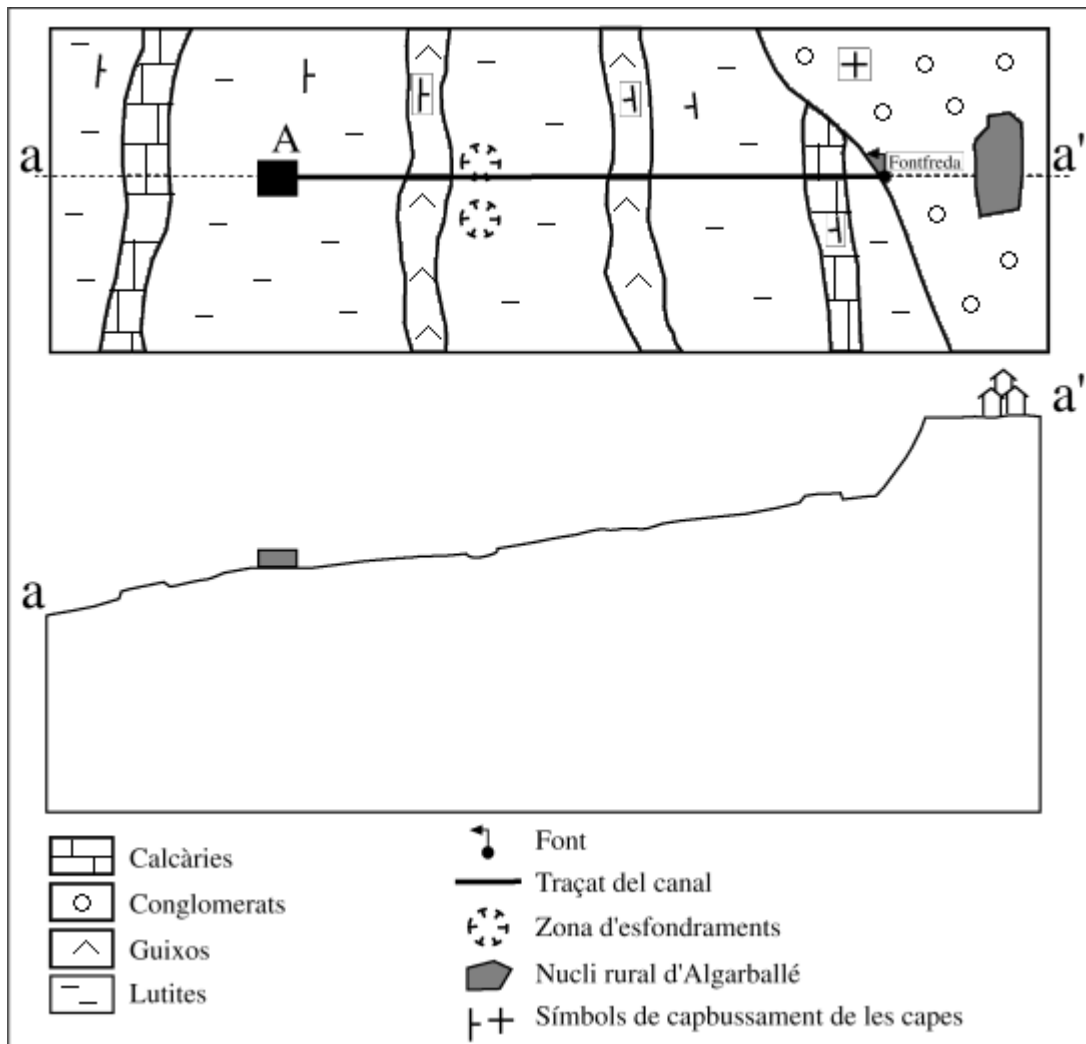 A
a
a'
Fontfreda
a'
a
Calcàries
Conglomerats
Guixos
Lutites
Font
Traçat del canal
Zona d'esfondraments
Nucli rural d'Algarballé
Símbols de capbussament de les capes